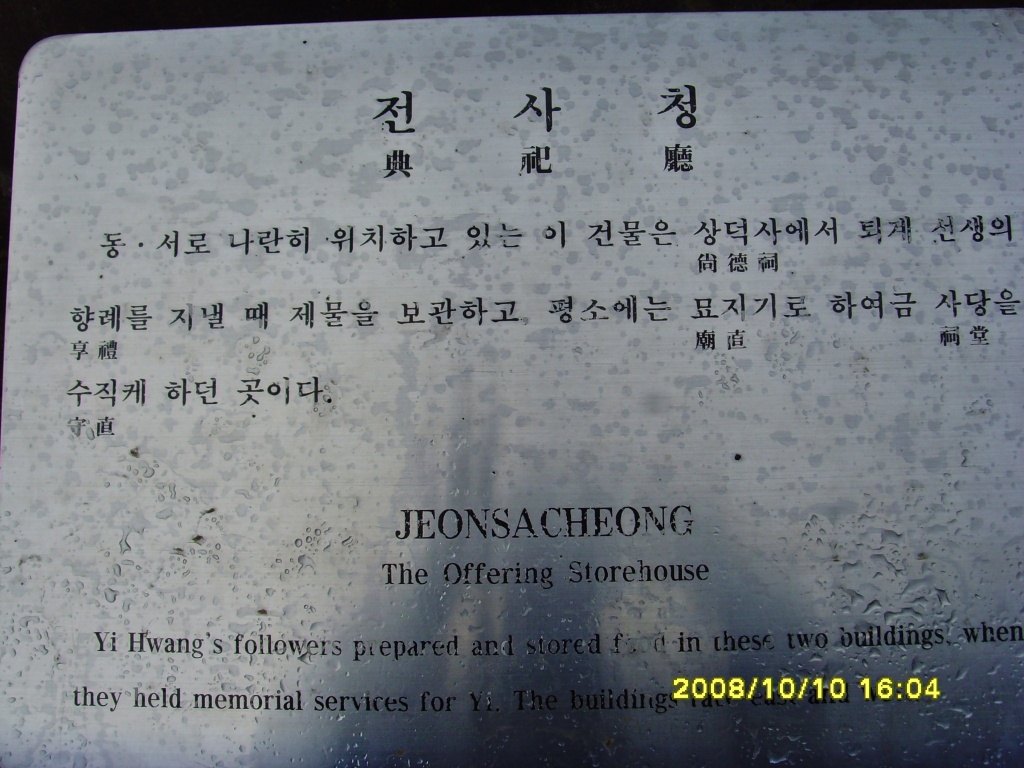 전 사 청
典 祀 廳
동·서로 나란히 위치하고 있는 이 건물은 상덕사에서 퇴계 선생의
尙德祠
향례를 지낼 때 제물을 보관하고 평소에는 묘지기로 하여금 사당을
享禮 廟直 祠堂
수직케 하던 곳이다.
守直
JEONSACHEONG
The Offering Storehouse
Yi Hwang's followers prepared and stored food in these two buildings, when
they held memorial services for Yi. The buildings face east and
2008/10/10 16:04